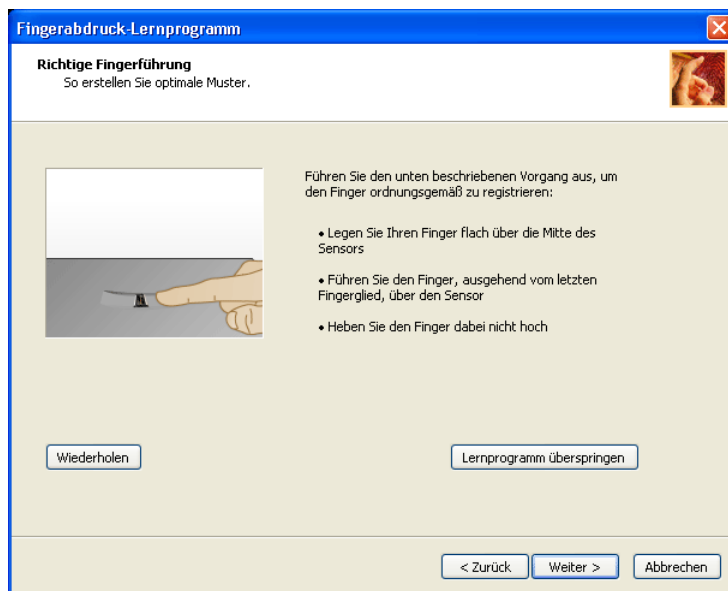 Fingerabdruck-Lernprogramm
Richtige Fingerführung
So erstellen Sie optimale Muster.
Führen Sie den unten beschriebenen Vorgang aus, um
den Finger ordnungsgemäß zu registrieren:
• Legen Sie Ihren Finger flach über die Mitte des
Sensors
• Führen Sie den Finger, ausgehend vom letzten
Fingerglied, über den Sensor
• Heben Sie den Finger dabei nicht hoch
Wiederholen
Lernprogramm überspringen
< Zurück
Weiter >
Abbrechen